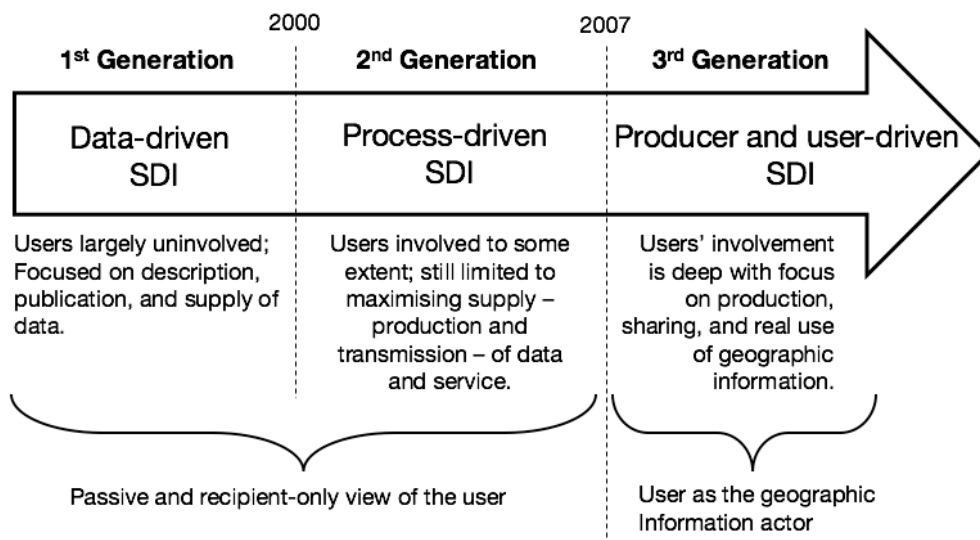 2000
2007
1st Generation
2nd Generation
3rd Generation
Data-driven
SDI
Process-driven
SDI
Producer and user-driven
SDI
Users largely uninvolved;
Focused on description,
publication, and supply of
data.
Users involved to some
extent; still limited to
maximising supply –
production and
transmission – of data
and service.
Users’ involvement
is deep with focus
on production,
sharing, and real use
of geographic
information.
Passive and recipient-only view of the user
User as the geographic
Information actor